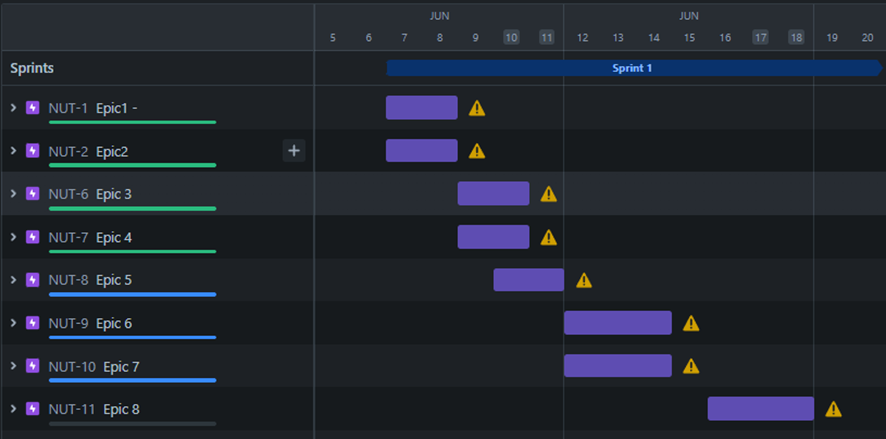 JUN JUN
5 6 7 8 9 10 11 12 13 14 15 16 17 18 19 20
Sprints Sprint 1
NUT-1 Epic1 -
NUT-2 Epic2
NUT-6 Epic 3
NUT-7 Epic 4
NUT-8 Epic 5
NUT-9 Epic 6
NUT-10 Epic 7
NUT-11 Epic 8